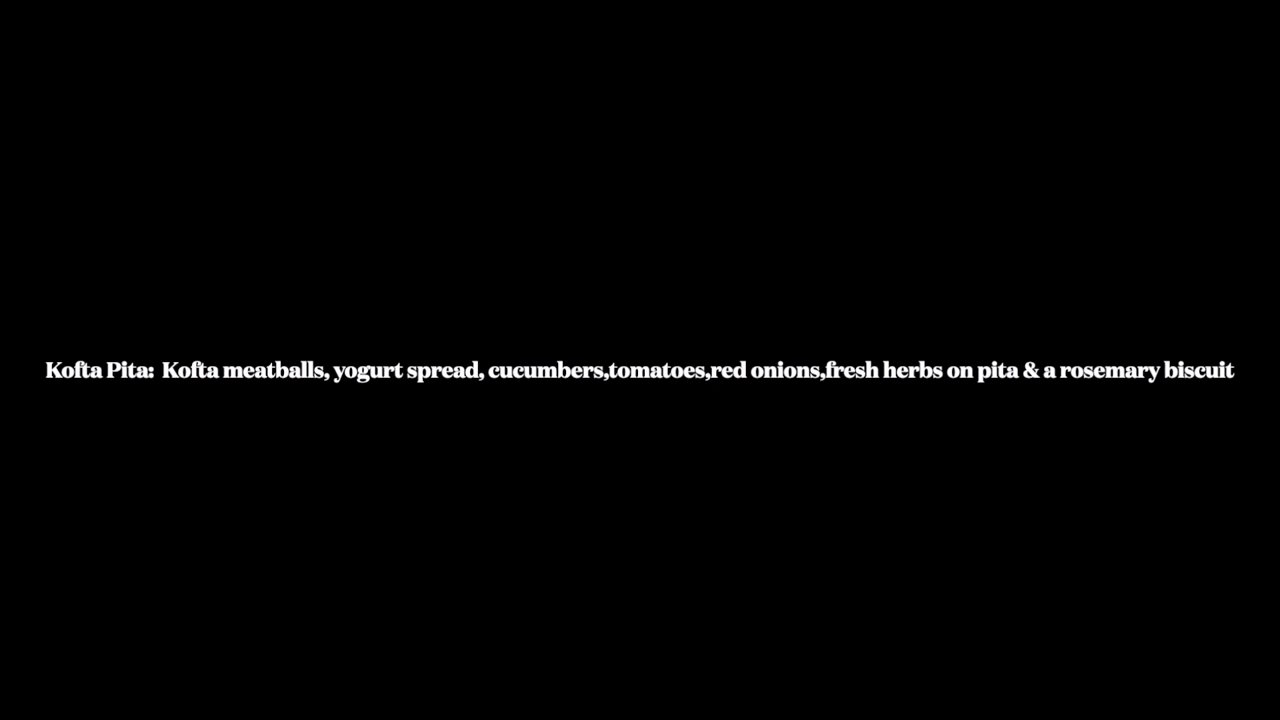 Kofta Pita:  Kofta meatballs, yogurt spread, cucumbers,tomatoes,red onions,fresh herbs on pita & a rosemary biscuit